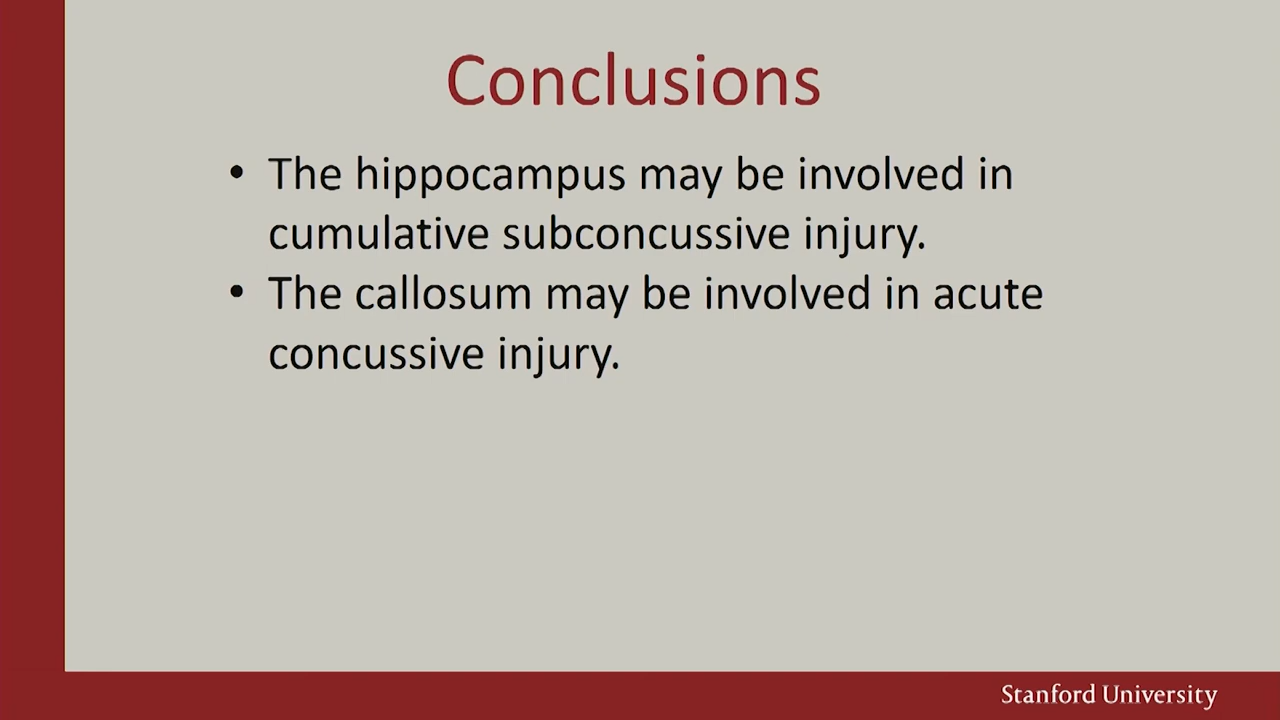 Conclusions
• The hippocampus may be involved in
cumulative subconcussive injury.
• The callosum may be involved in acute
concussive injury.
Stanford University